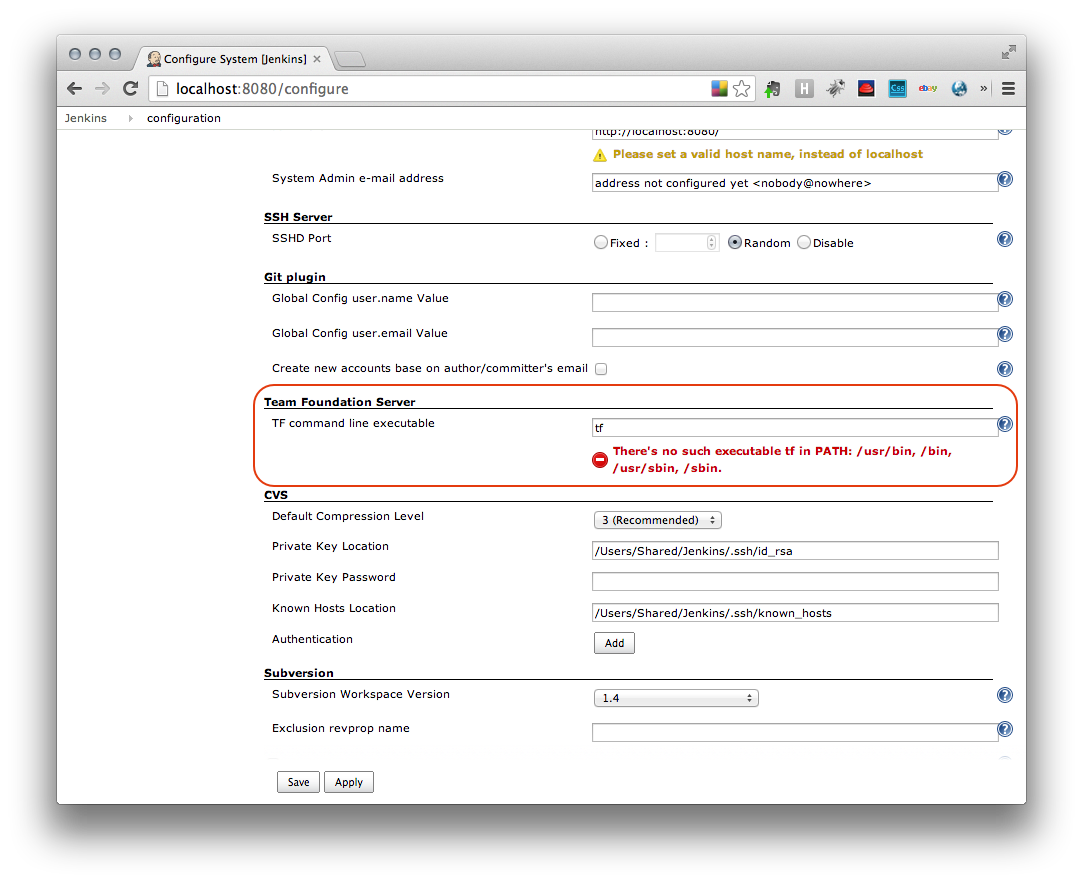 Configure System [Jenkins]
localhost:8080/configure
H
Css
ebay
»
Jenkins
configuration
http://localhost:8080/
Please set a valid host name, instead of localhost
System Admin e-mail address
address not configured yet <nobody@nowhere>
SSH Server
SSHD Port
Fixed :
Random
Disable
Git plugin
Global Config user.name Value
Global Config user.email Value
Create new accounts base on author/committer's email
Team Foundation Server
TF command line executable
tf
There's no such executable tf in PATH: /usr/bin, /bin,
/usr/sbin, /sbin.
CVS
Default Compression Level
3 (Recommended)
Private Key Location
/Users/Shared/Jenkins/.ssh/id_rsa
Private Key Password
Known Hosts Location
/Users/Shared/Jenkins/.ssh/known_hosts
Authentication
Add
Subversion
Subversion Workspace Version
1.4
Exclusion revprop name
Save
Apply